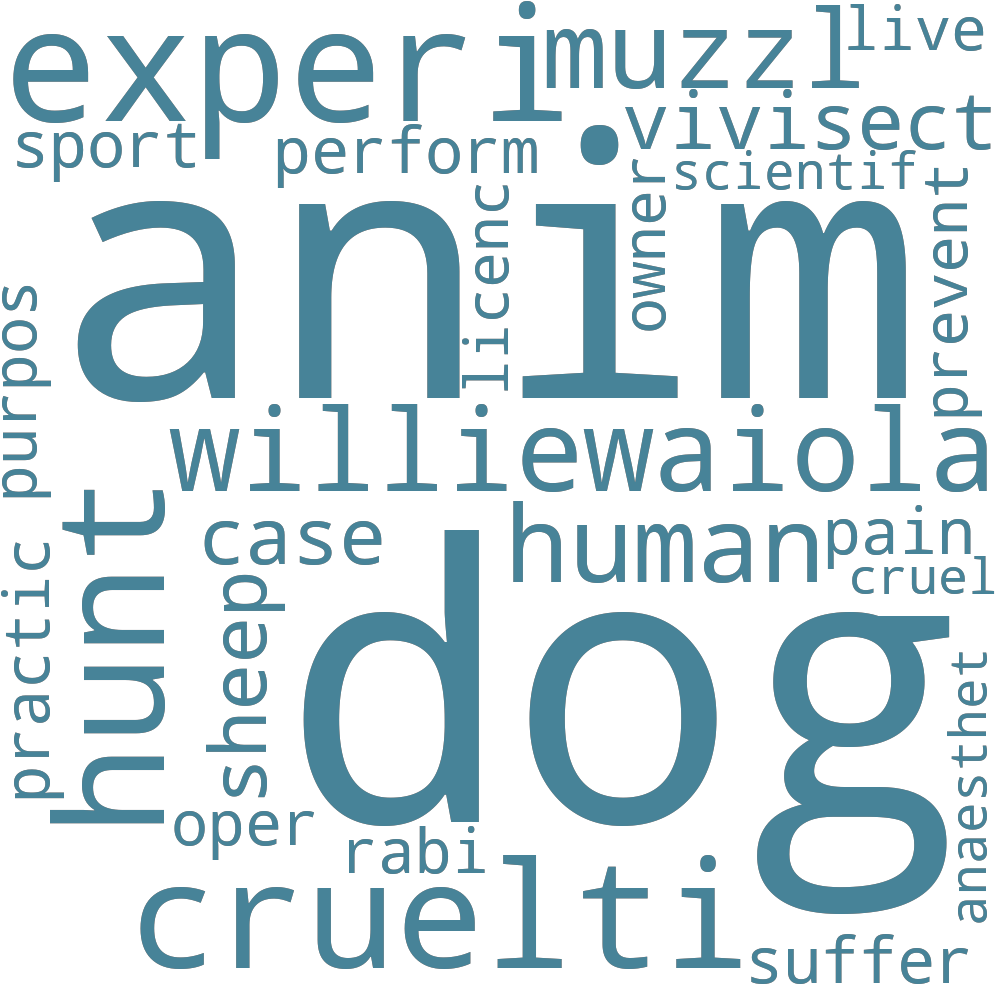 experi
muzzl
live
vivisect
sport
perform
scientif
anim
licenc
owner
prevent
purpos
williewaiola
hunt
case
human
pain
cruel
practic
sheep
dog
anaesthet
oper
rabi
cruelti
suffer